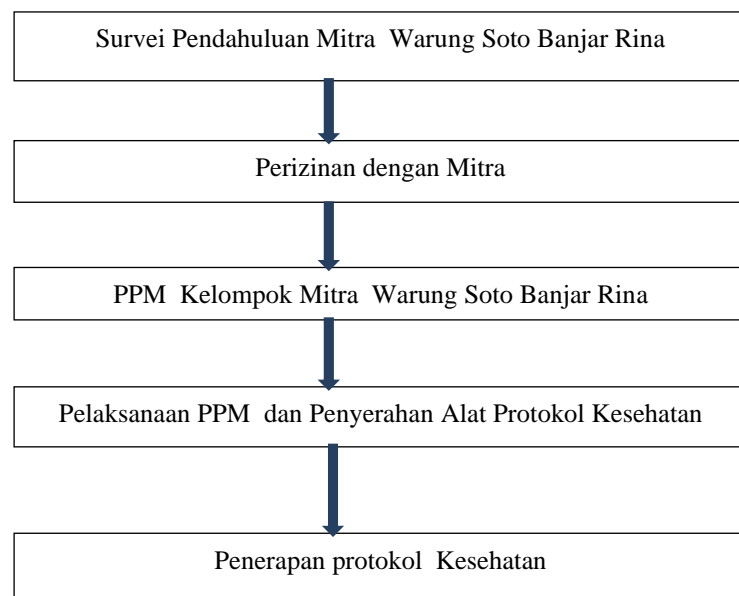 Survei Pendahuluan Mitra Warung Soto Banjar Rina
Perizinan dengan Mitra
PPM Kelompok Mitra Warung Soto Banjar Rina
Pelaksanaan PPM dan Penyerahan Alat Protokol Kesehatan
Penerapan protokol Kesehatan